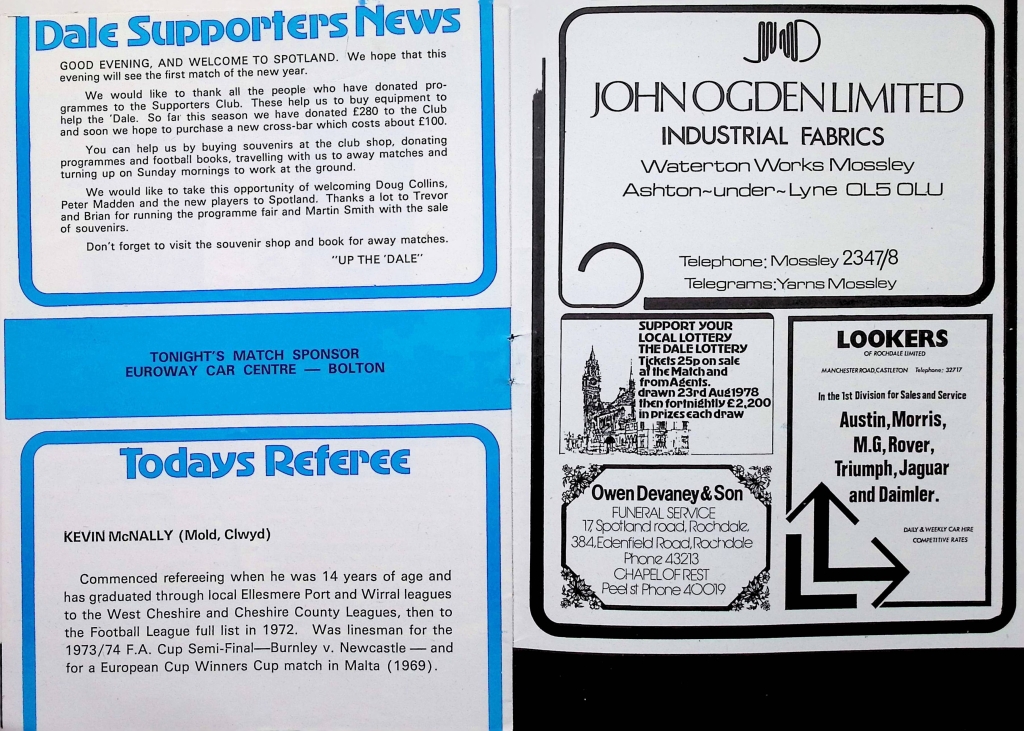 Dale Supporters News
GOOD EVENING, AND WELCOME TO SPOTLAND. We hope that this
evening will see the first match of the new year.
We would like to thank all the people who have donated pro-
grammes to the Supporters Club. These help us to buy equipment to
help the 'Dale. So far this season we have donated £280 to the Club
and soon we hope to purchase a new cross-bar which costs about £100.
You can help us by buying souvenirs at the club shop, donating
programmes and football books, travelling with us to away matches and
turning up on Sunday mornings to work at the ground.
We would like to take this opportunity of welcoming Doug Collins,
Peter Madden and the new players to Spotland. Thanks a lot to Trevor
and Brian for running the programme fair and Martin Smith with the sale
of souvenirs.
Don't forget to visit the souvenir shop and book for away matches.
"UP THE 'DALE"
TONIGHT'S MATCH SPONSOR
EUROWAY CAR CENTRE — BOLTON
Todays Referee
KEVIN McNALLY (Mold, Clwyd)
Commenced refereeing when he was 14 years of age and
has graduated through local Ellesmere Port and Wirral leagues
to the West Cheshire and Cheshire County Leagues, then to
the Football League full list in 1972. Was linesman for the
1973/74 F.A. Cup Semi-Final—Burnley v. Newcastle — and
for a European Cup Winners Cup match in Malta (1969).
JOHN OGDEN LIMITED
INDUSTRIAL FABRICS
Waterton Works Mossley
Ashton~under~Lyne OL5 OLU
Telephone: Mossley 2347/8
Telegrams: Yarns Mossley
SUPPORT YOUR
LOCAL LOTTERY
THE DALE LOTTERY
Tickets 25p on sale
at the Match and
from Agents.
drawn 23rd Aug 1978
then fortnightly £2,200
in prizes each draw
Owen Devaney & Son
FUNERAL SERVICE
17, Spotland road, Rochdale.
384, Edenfield Road, Rochdale
Phone 43213
CHAPEL OF REST
Peel st Phone 40019
LOOKERS
OF ROCHDALE LIMITED
MANCHESTER ROAD, CASTLETON Telephone: 32717
In the 1st Division for Sales and Service
Austin, Morris,
M.G, Rover,
Triumph, Jaguar
and Daimler.
DAILY & WEEKLY CAR HIRE
COMPETITIVE RATES